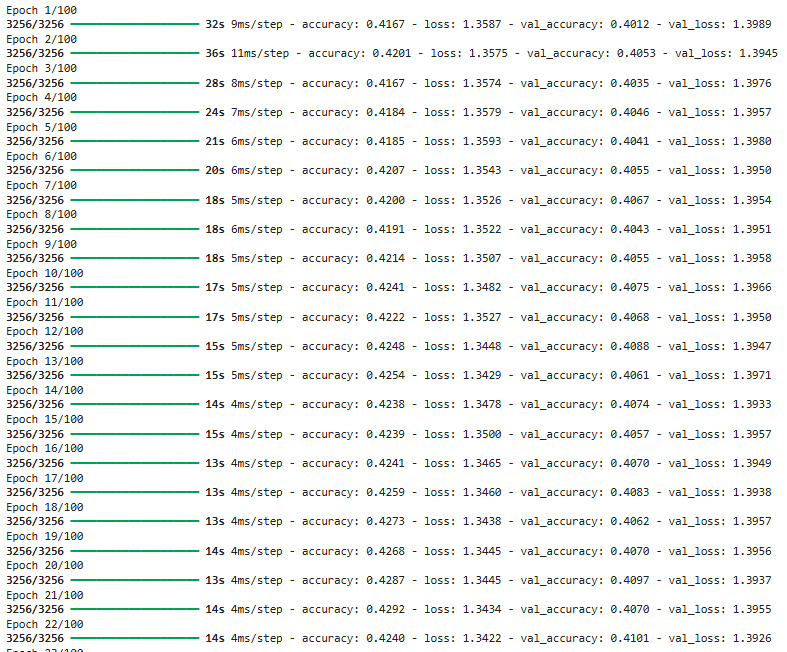 Epoch 1/100
3256/3256 32s 9ms/step - accuracy: 0.4167 - loss: 1.3587 - val_accuracy: 0.4012 - val_loss: 1.3989
Epoch 2/100
3256/3256 36s 11ms/step - accuracy: 0.4201 - loss: 1.3575 - val_accuracy: 0.4053 - val_loss: 1.3945
Epoch 3/100
3256/3256 28s 8ms/step - accuracy: 0.4167 - loss: 1.3574 - val_accuracy: 0.4035 - val_loss: 1.3976
Epoch 4/100
3256/3256 24s 7ms/step - accuracy: 0.4184 - loss: 1.3579 - val_accuracy: 0.4046 - val_loss: 1.3957
Epoch 5/100
3256/3256 21s 6ms/step - accuracy: 0.4185 - loss: 1.3593 - val_accuracy: 0.4041 - val_loss: 1.3980
Epoch 6/100
3256/3256 20s 6ms/step - accuracy: 0.4207 - loss: 1.3543 - val_accuracy: 0.4055 - val_loss: 1.3950
Epoch 7/100
3256/3256 18s 5ms/step - accuracy: 0.4200 - loss: 1.3526 - val_accuracy: 0.4067 - val_loss: 1.3954
Epoch 8/100
3256/3256 18s 6ms/step - accuracy: 0.4191 - loss: 1.3522 - val_accuracy: 0.4043 - val_loss: 1.3951
Epoch 9/100
3256/3256 18s 5ms/step - accuracy: 0.4214 - loss: 1.3507 - val_accuracy: 0.4055 - val_loss: 1.3958
Epoch 10/100
3256/3256 17s 5ms/step - accuracy: 0.4241 - loss: 1.3482 - val_accuracy: 0.4075 - val_loss: 1.3966
Epoch 11/100
3256/3256 17s 5ms/step - accuracy: 0.4222 - loss: 1.3527 - val_accuracy: 0.4068 - val_loss: 1.3950
Epoch 12/100
3256/3256 15s 5ms/step - accuracy: 0.4248 - loss: 1.3448 - val_accuracy: 0.4088 - val_loss: 1.3947
Epoch 13/100
3256/3256 15s 5ms/step - accuracy: 0.4254 - loss: 1.3429 - val_accuracy: 0.4061 - val_loss: 1.3971
Epoch 14/100
3256/3256 14s 4ms/step - accuracy: 0.4238 - loss: 1.3478 - val_accuracy: 0.4074 - val_loss: 1.3933
Epoch 15/100
3256/3256 15s 4ms/step - accuracy: 0.4239 - loss: 1.3500 - val_accuracy: 0.4057 - val_loss: 1.3957
Epoch 16/100
3256/3256 13s 4ms/step - accuracy: 0.4241 - loss: 1.3465 - val_accuracy: 0.4070 - val_loss: 1.3949
Epoch 17/100
3256/3256 13s 4ms/step - accuracy: 0.4259 - loss: 1.3460 - val_accuracy: 0.4083 - val_loss: 1.3938
Epoch 18/100
3256/3256 13s 4ms/step - accuracy: 0.4273 - loss: 1.3438 - val_accuracy: 0.4062 - val_loss: 1.3957
Epoch 19/100
3256/3256 14s 4ms/step - accuracy: 0.4268 - loss: 1.3445 - val_accuracy: 0.4070 - val_loss: 1.3956
Epoch 20/100
3256/3256 13s 4ms/step - accuracy: 0.4287 - loss: 1.3445 - val_accuracy: 0.4097 - val_loss: 1.3937
Epoch 21/100
3256/3256 14s 4ms/step - accuracy: 0.4292 - loss: 1.3434 - val_accuracy: 0.4070 - val_loss: 1.3955
Epoch 22/100
3256/3256 14s 4ms/step - accuracy: 0.4240 - loss: 1.3422 - val_accuracy: 0.4101 - val_loss: 1.3926